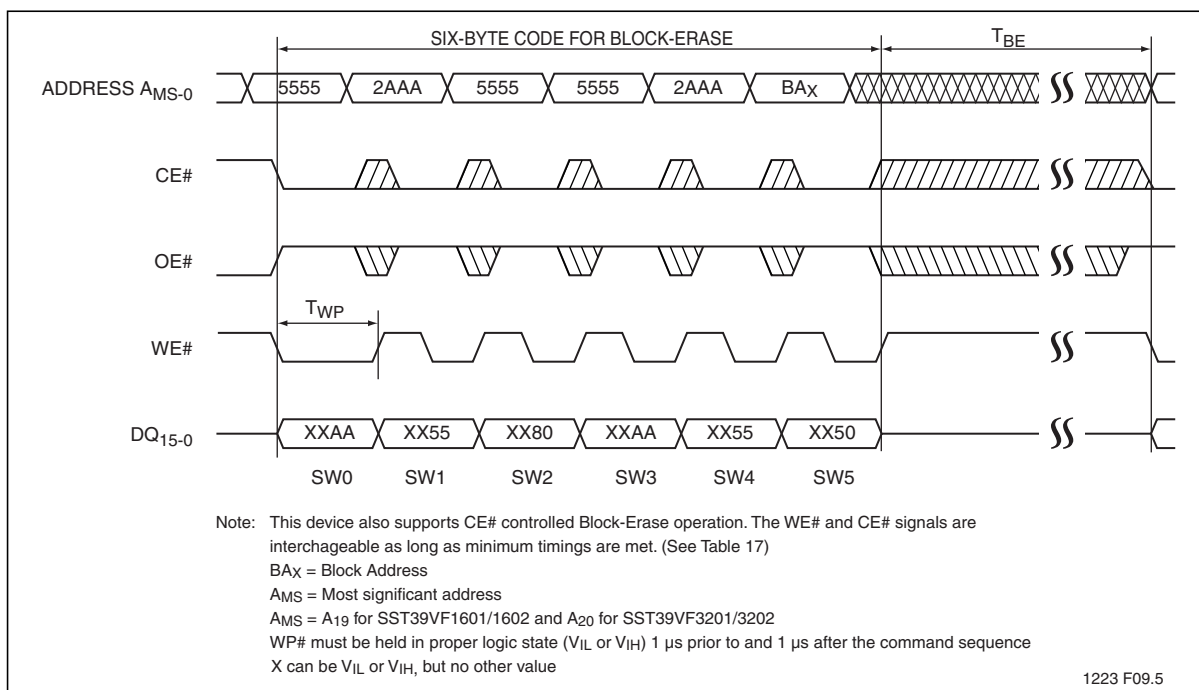 SIX-BYTE CODE FOR BLOCK-ERASE TBE
ADDRESS AMS-0 5555 2AAA 5555 5555 2AAA BAX
CE#
OE#
TWP
WE#
DQ15-0 XXAA XX55 XX80 XXAA XX55 XX50
SW0 SW1 SW2 SW3 SW4 SW5
Note: This device also supports CE# controlled Block-Erase operation. The WE# and CE# signals are
interchageable as long as minimum timings are met. (See Table 17)
BAX = Block Address
AMS = Most significant address
AMS = A19 for SST39VF1601/1602 and A20 for SST39VF3201/3202
WP# must be held in proper logic state (VIL or VIH) 1 µs prior to and 1 µs after the command sequence
X can be VIL or VIH, but no other value
1223 F09.5